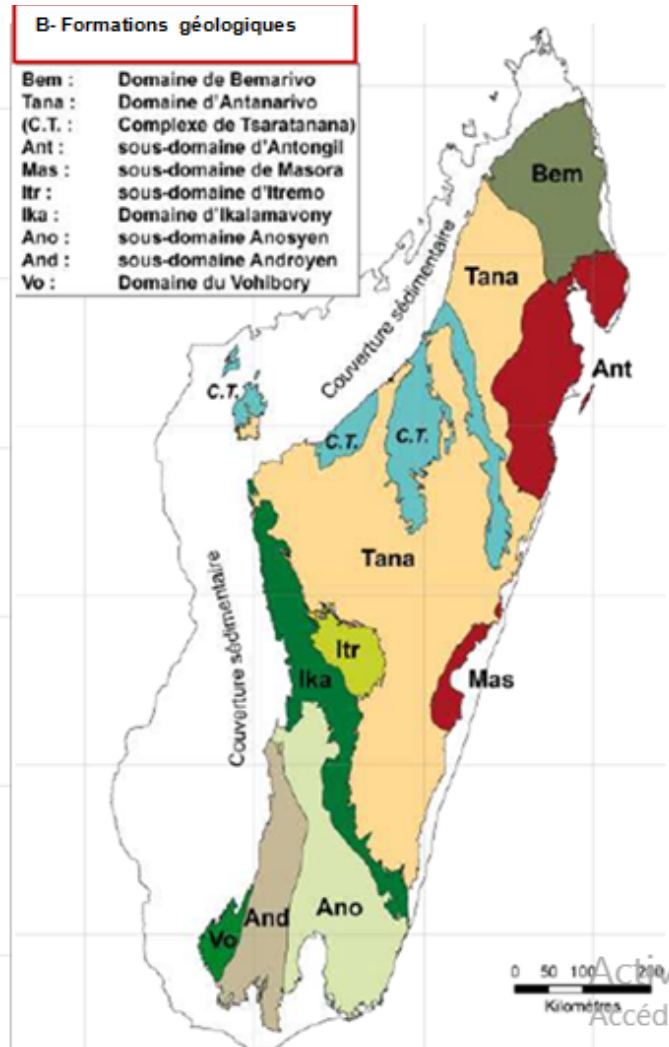 B- Formations géologiques
Bem : Domaine de Bemarivo
Tana : Domaine d'Antanarivo
(C.T. : Complexe de Tsaratanana)
Ant : sous-domaine d'Antongil
Mas : sous-domaine de Masora
Itr : sous-domaine d'Itremo
Ika : Domaine d'Ikalamavony
Ano : sous-domaine Anosyen
And : sous-domaine Androyen
Vo : Domaine du Vohibory
Bem
Tana
Couverture sédimentaire
Ant
C.T.
C.T.
C.T.
Tana
Couverture sédimentaire
Itr
Ika
Mas
Ano
And
Vo
0 50 100 200
Kilomètres
Activ
Accéd